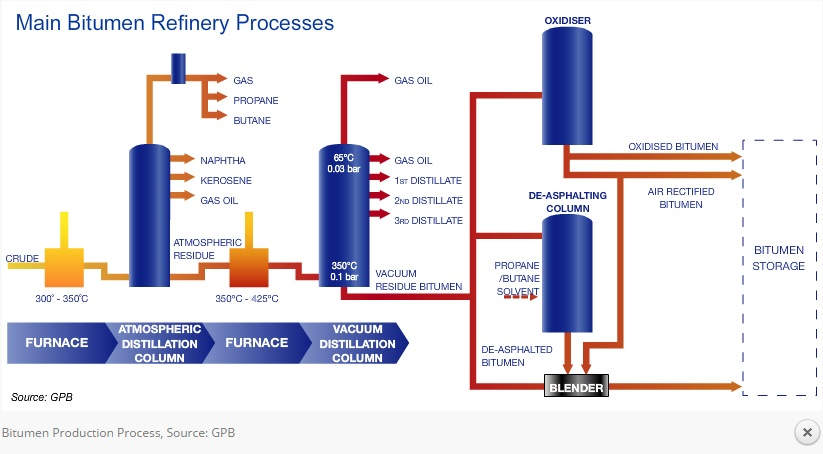 Main Bitumen Refinery Processes
OXIDISER
GAS
PROPANE
BUTANE
GAS OIL
NAPHTHA
KEROSENE
GAS OIL
65°C
0.03 bar
GAS OIL
1ST DISTILLATE
2ND DISTILLATE
3RD DISTILLATE
OXIDISED BITUMEN
AIR RECTIFIED
BITUMEN
DE-ASPHALTING
COLUMN
CRUDE
ATMOSPHERIC
RESIDUE
350°C
0.1 bar
VACUUM
RESIDUE BITUMEN
PROPANE
/BUTANE
SOLVENT
BITUMEN
STORAGE
300° - 350°C
350°C - 425°C
FURNACE
ATMOSPHERIC
DISTILLATION
COLUMN
FURNACE
VACUUM
DISTILLATION
COLUMN
DE-ASPHALTED
BITUMEN
BLENDER
Source: GPB
Bitumen Production Process, Source: GPB